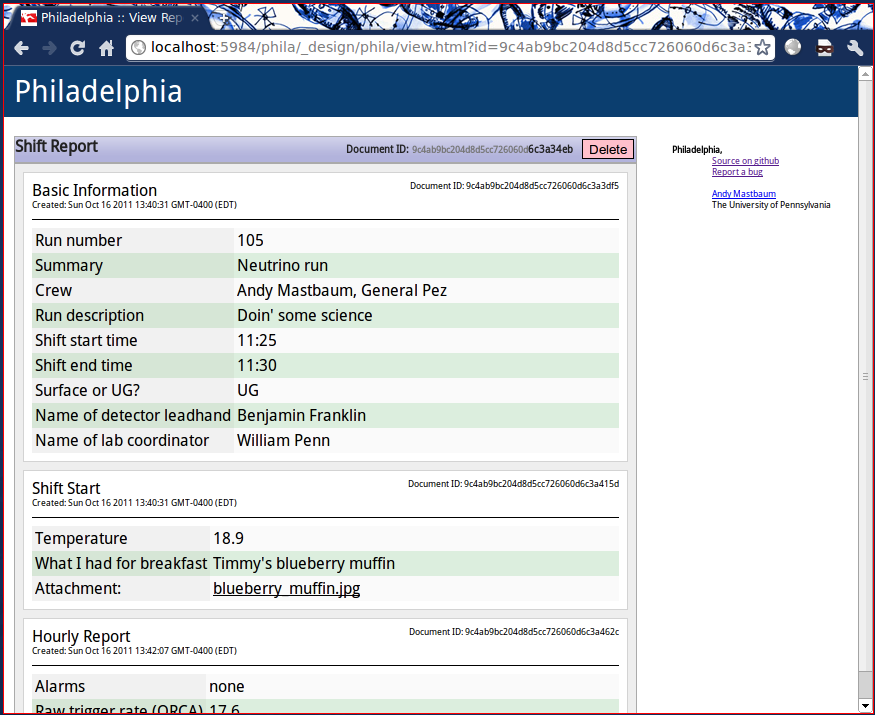 Philadelphia :: View Rep
localhost:5984/phila/_design/phila/view.html?id=9c4ab9bc204d8d5cc726060d6c3a3
Philadelphia
Shift Report
Document ID: 9c4ab9bc204d8d5cc726060d6c3a34eb
Delete
Basic Information
Document ID: 9c4ab9bc204d8d5cc726060d6c3a3df5
Created: Sun Oct 16 2011 13:40:31 GMT-0400 (EDT)
Run number 105
Summary Neutrino run
Crew Andy Mastbaum, General Pez
Run description Doin' some science
Shift start time 11:25
Shift end time 11:30
Surface or UG? UG
Name of detector leadhand Benjamin Franklin
Name of lab coordinator William Penn
Shift Start
Document ID: 9c4ab9bc204d8d5cc726060d6c3a415d
Created: Sun Oct 16 2011 13:40:31 GMT-0400 (EDT)
Temperature 18.9
What I had for breakfast Timmy's blueberry muffin
Attachment: blueberry_muffin.jpg
Hourly Report
Document ID: 9c4ab9bc204d8d5cc726060d6c3a462c
Created: Sun Oct 16 2011 13:42:07 GMT-0400 (EDT)
Alarms none
Raw trigger rate (ORCA) 17.6
Philadelphia,
Source on github
Report a bug
Andy Mastbaum
The University of Pennsylvania